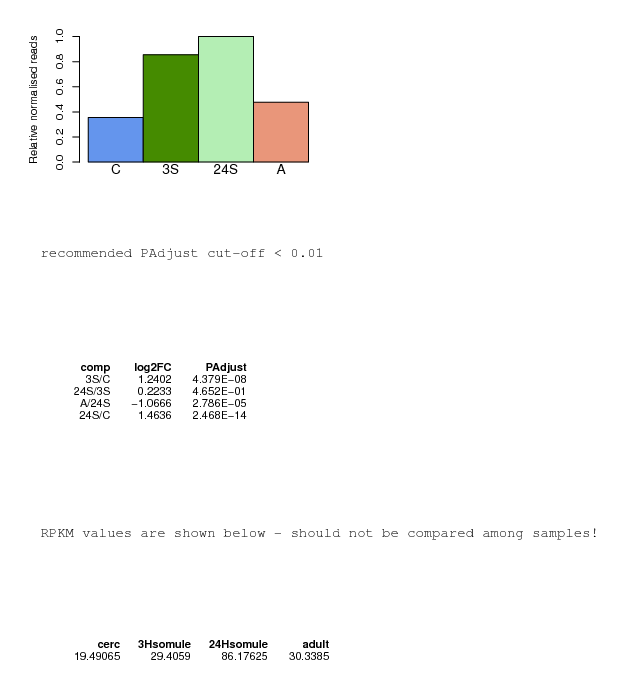 Relative normalised reads
1.0
0.8
0.6
0.4
0.2
0.0
C 3S 24S A
recommended PAdjust cut-off < 0.01
comp log2FC PAdjust
3S/C 1.2402 4.379E-08
24S/3S 0.2233 4.652E-01
A/24S -1.0666 2.786E-05
24S/C 1.4636 2.468E-14
RPKM values are shown below - should not be compared among samples!
cerc 3Hsomule 24Hsomule adult
19.49065 29.4059 86.17625 30.3385